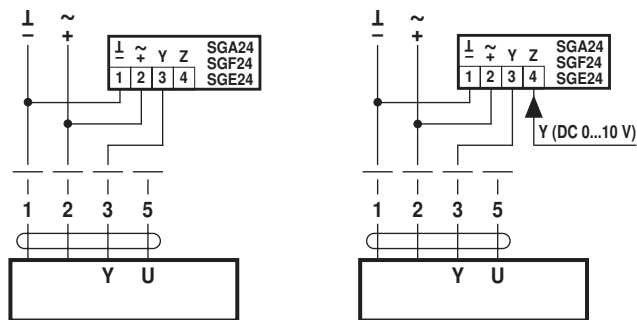 ⊥ ~
– +
⊥ ~ Y Z
– +
1 2 3 4
SGA24
SGF24
SGE24
1 2 3 5
Y U
⊥ ~
– +
⊥ ~ Y Z
– +
1 2 3 4
SGA24
SGF24
SGE24
Y (DC 0...10 V)
1 2 3 5
Y U